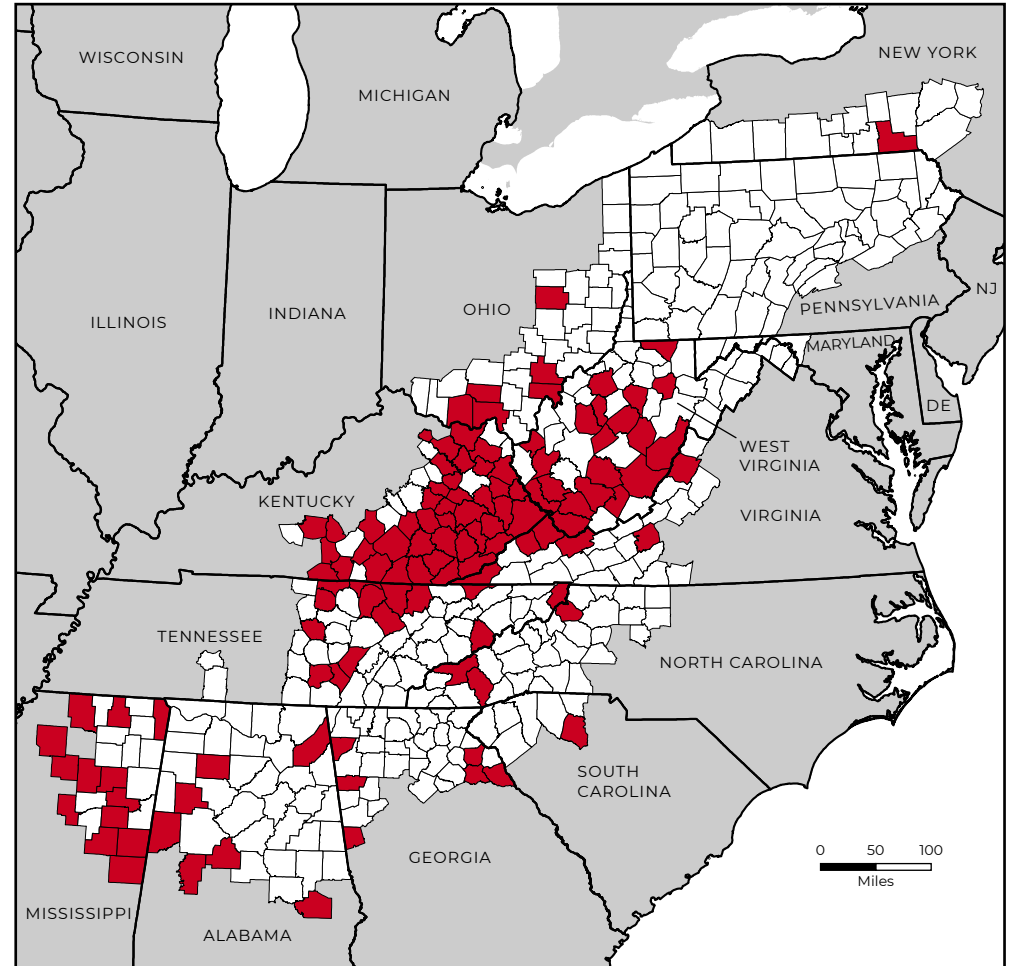 NEW YORK
WISCONSIN
MICHIGAN
PENNSYLVANIA
NJ
ILLINOIS
INDIANA
OHIO
MARYLAND
DE
WEST
VIRGINIA
KENTUCKY
VIRGINIA
TENNESSEE
NORTH CAROLINA
SOUTH
CAROLINA
GEORGIA
0 50 100
Miles
MISSISSIPPI
ALABAMA